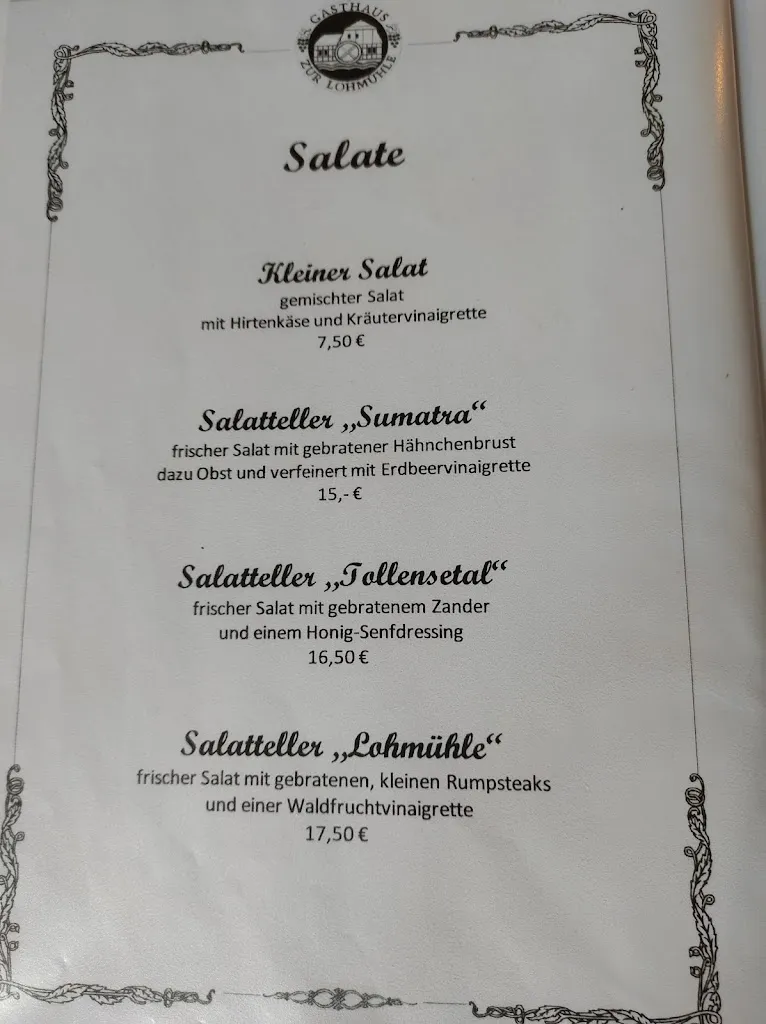 GASTHAUS
ZUR LOHMÜHLE
Salate
Kleiner Salat
gemischter Salat
mit Hirtenkäse und Kräutervinaigrette
7,50 €
Salatteller „Sumatra“
frischer Salat mit gebratener Hähnchenbrust
dazu Obst und verfeinert mit Erdbeervinaigrette
15,- €
Salatteller „Tollensetal“
frischer Salat mit gebratenem Zander
und einem Honig-Senfdressing
16,50 €
Salatteller „Lohmühle“
frischer Salat mit gebratenen, kleinen Rumpsteaks
und einer Waldfruchtvinaigrette
17,50 €